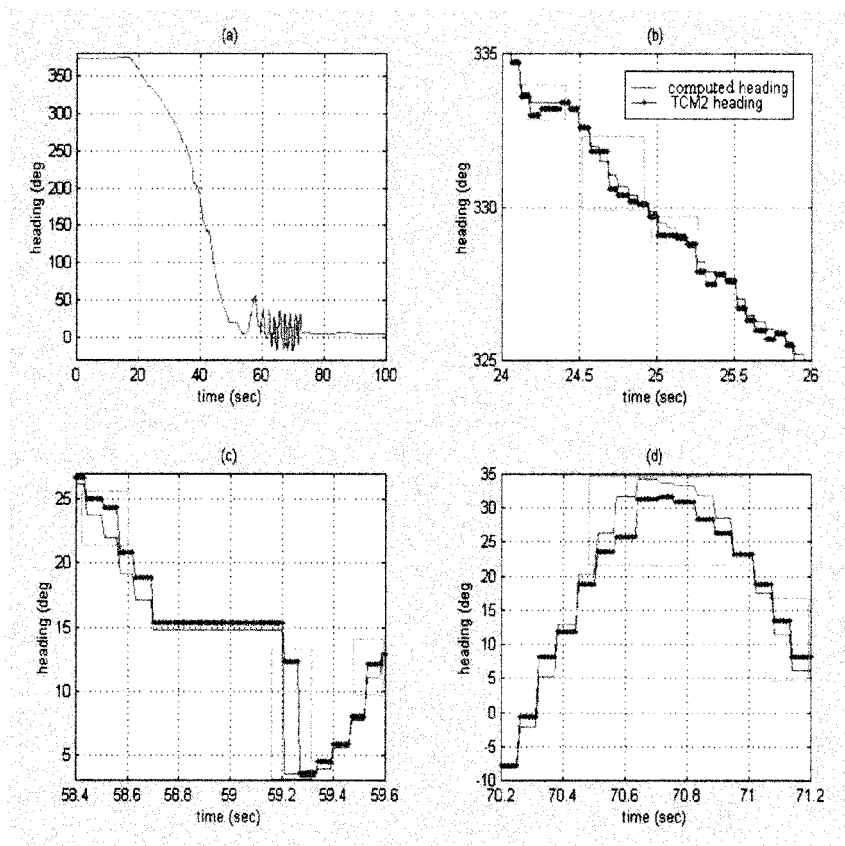 (a)
350
300
250
200
150
100
50
0
heading (deg
0 20 40 60 80 100
time (sec)
(b)
335
330
325
heading (deg
computed heading
TCM2 heading
24 24.5 25 25.5 26
time (sec)
(c)
25
20
15
10
5
heading (deg
58.4 58.6 58.8 59 59.2 59.4 59.6
time (sec)
(d)
35
30
25
20
15
10
5
0
-5
-10
heading (deg
70.2 70.4 70.6 70.8 71 71.2
time (sec)